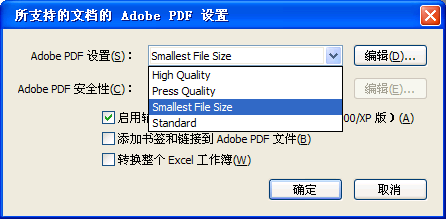 所支持的文档的 Adobe PDF 设置
Adobe PDF 设置(S)： Smallest File Size 编辑(D)...
High Quality
Adobe PDF 安全性(C)： Press Quality 编辑(E)...
Smallest File Size
启用 00/XP 版）(A)
Standard
添加书签和链接到 Adobe PDF 文件(B)
转换整个 Excel 工作簿(W)
确定 取消